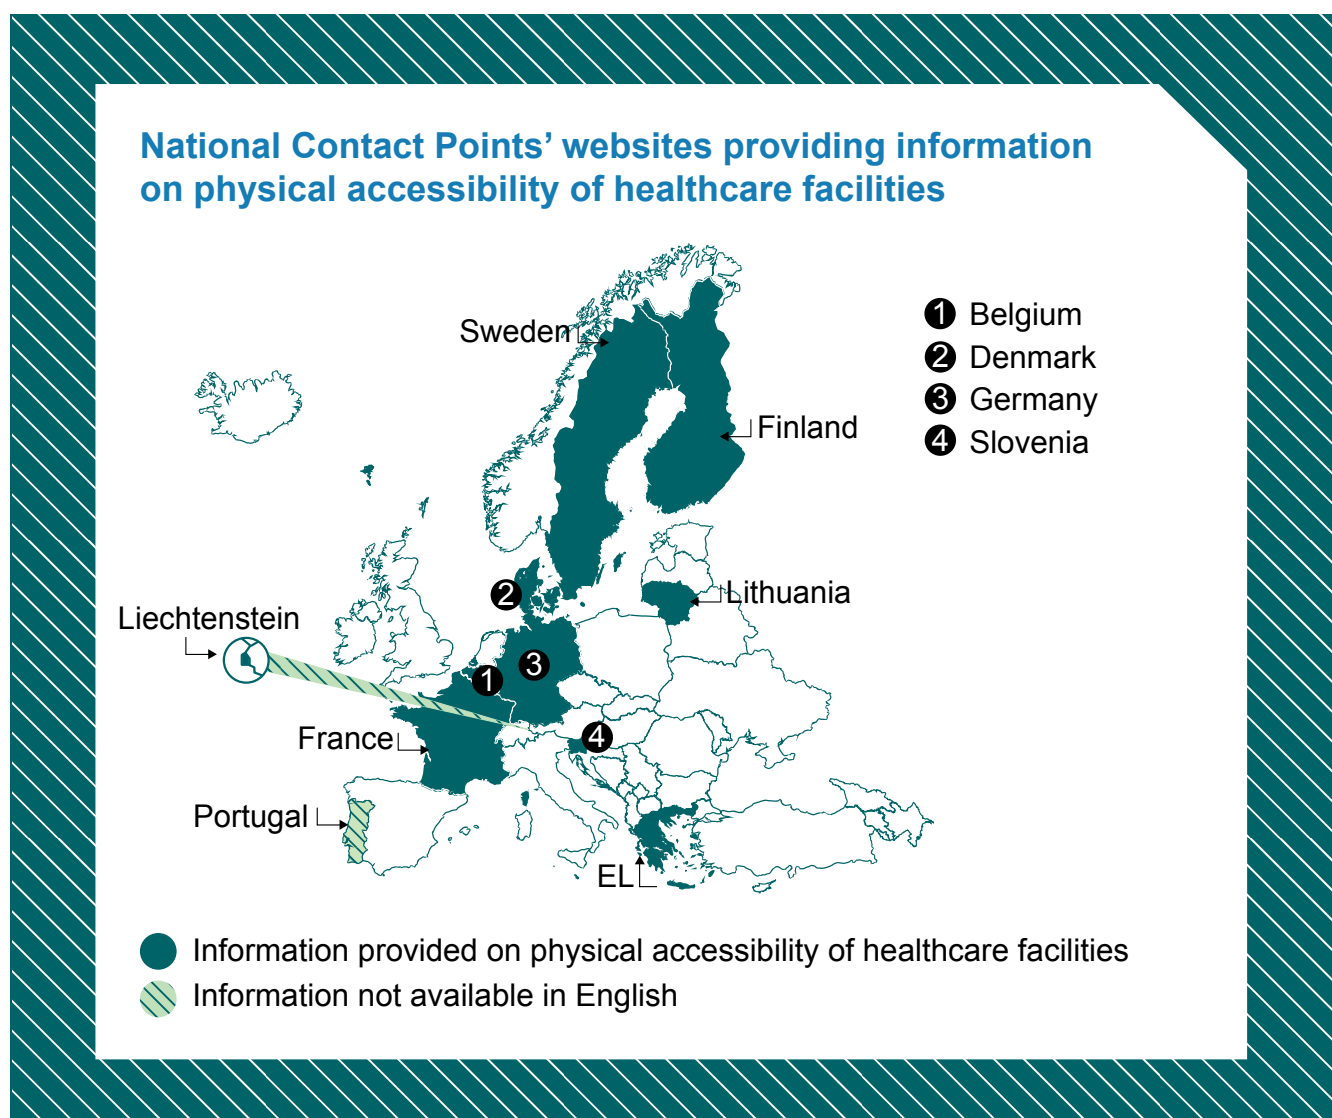 National Contact Points’ websites providing information
on physical accessibility of healthcare facilities
Sweden
Finland
Lithuania
Liechtenstein
France
Portugal
EL
1 Belgium
2 Denmark
3 Germany
4 Slovenia
2
3
1
4
Information provided on physical accessibility of healthcare facilities
Information not available in English